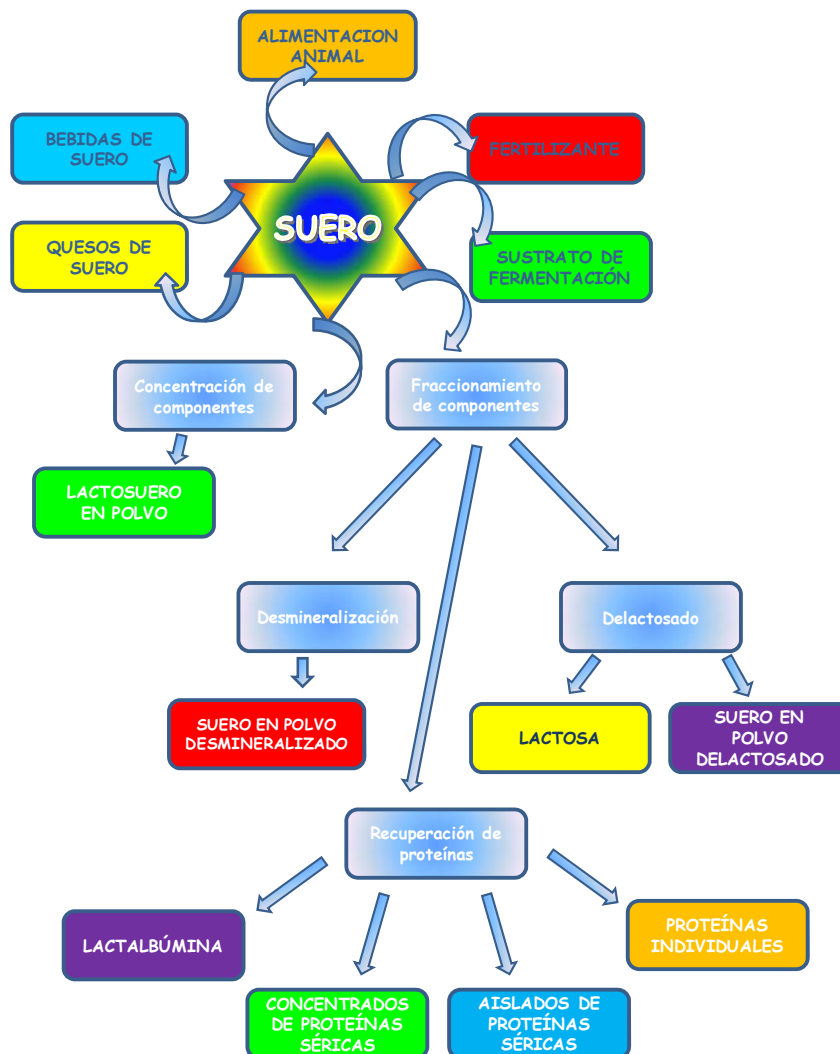 ALIMENTACION
ANIMAL
BEBIDAS DE
SUERO
FERTILIZANTE
SUERO
QUESOS DE
SUERO
SUSTRATO DE
FERMENTACIÓN
Concentración de
componentes
Fraccionamiento
de componentes
LACTOSUERO
EN POLVO
Desmineralización
Delactosado
SUERO EN POLVO
DESMINERALIZADO
LACTOSA
SUERO EN
POLVO
DELACTOSADO
Recuperación de
proteínas
LACTALBÚMINA
PROTEÍNAS
INDIVIDUALES
CONCENTRADOS
DE PROTEÍNAS
SÉRICAS
AISLADOS DE
PROTEÍNAS
SÉRICAS